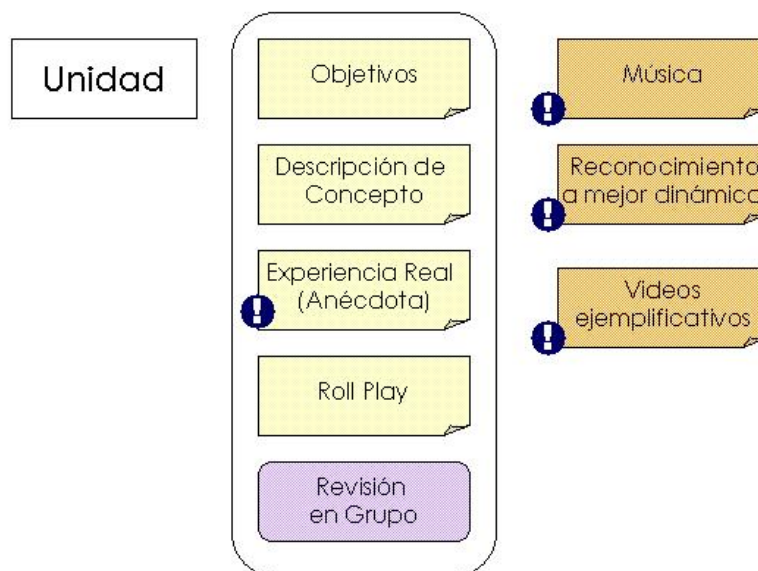 Unidad
Objetivos
Descripción de
Concepto
Experiencia Real
(Anécdota)
Roll Play
Revisión
en Grupo
Música
Reconocimiento
a mejor dinámica
Videos
ejemplificativos